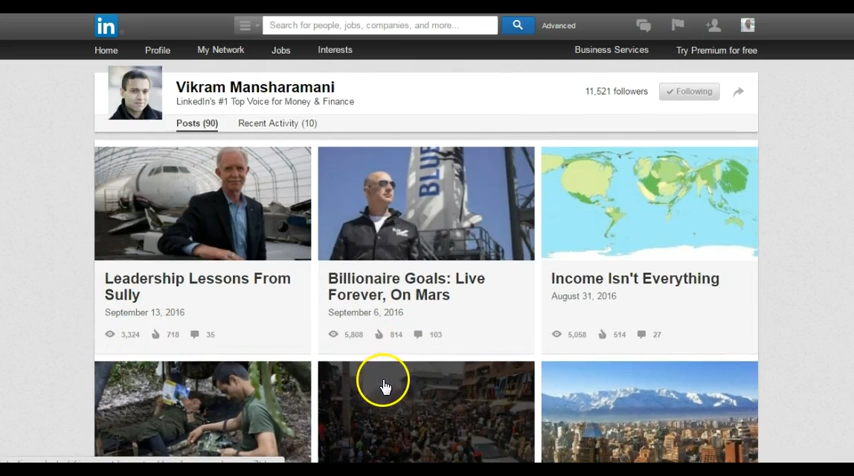 in
Search for people, jobs, companies, and more...
Advanced
Home Profile My Network Jobs Interests Business Services Try Premium for free
Vikram Mansharamani
LinkedIn's #1 Top Voice for Money & Finance
11,521 followers
Following
Posts (90) Recent Activity (10)
BLUE
Leadership Lessons From
Sully
September 13, 2016
3,324 718 35
Billionaire Goals: Live
Forever, On Mars
September 6, 2016
5,808 814 103
Income Isn't Everything
August 31, 2016
5,058 514 27